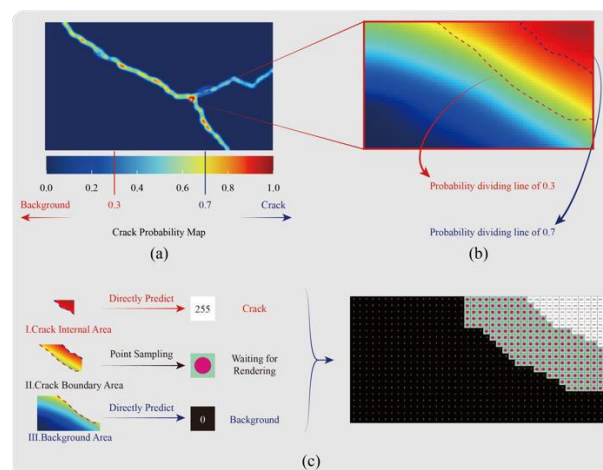 0.0 0.2 0.4 0.6 0.8 1.0
Background 0.3 0.7 Crack
Crack Probability Map
(a)
Probability dividing line of 0.3
Probability dividing line of 0.7
(b)
Directly Predict
255
Crack
I.Crack Internal Area
Point Sampling
Waiting for
Rendering
II.Crack Boundary Area
Directly Predict
0
Background
III.Background Area
(c)